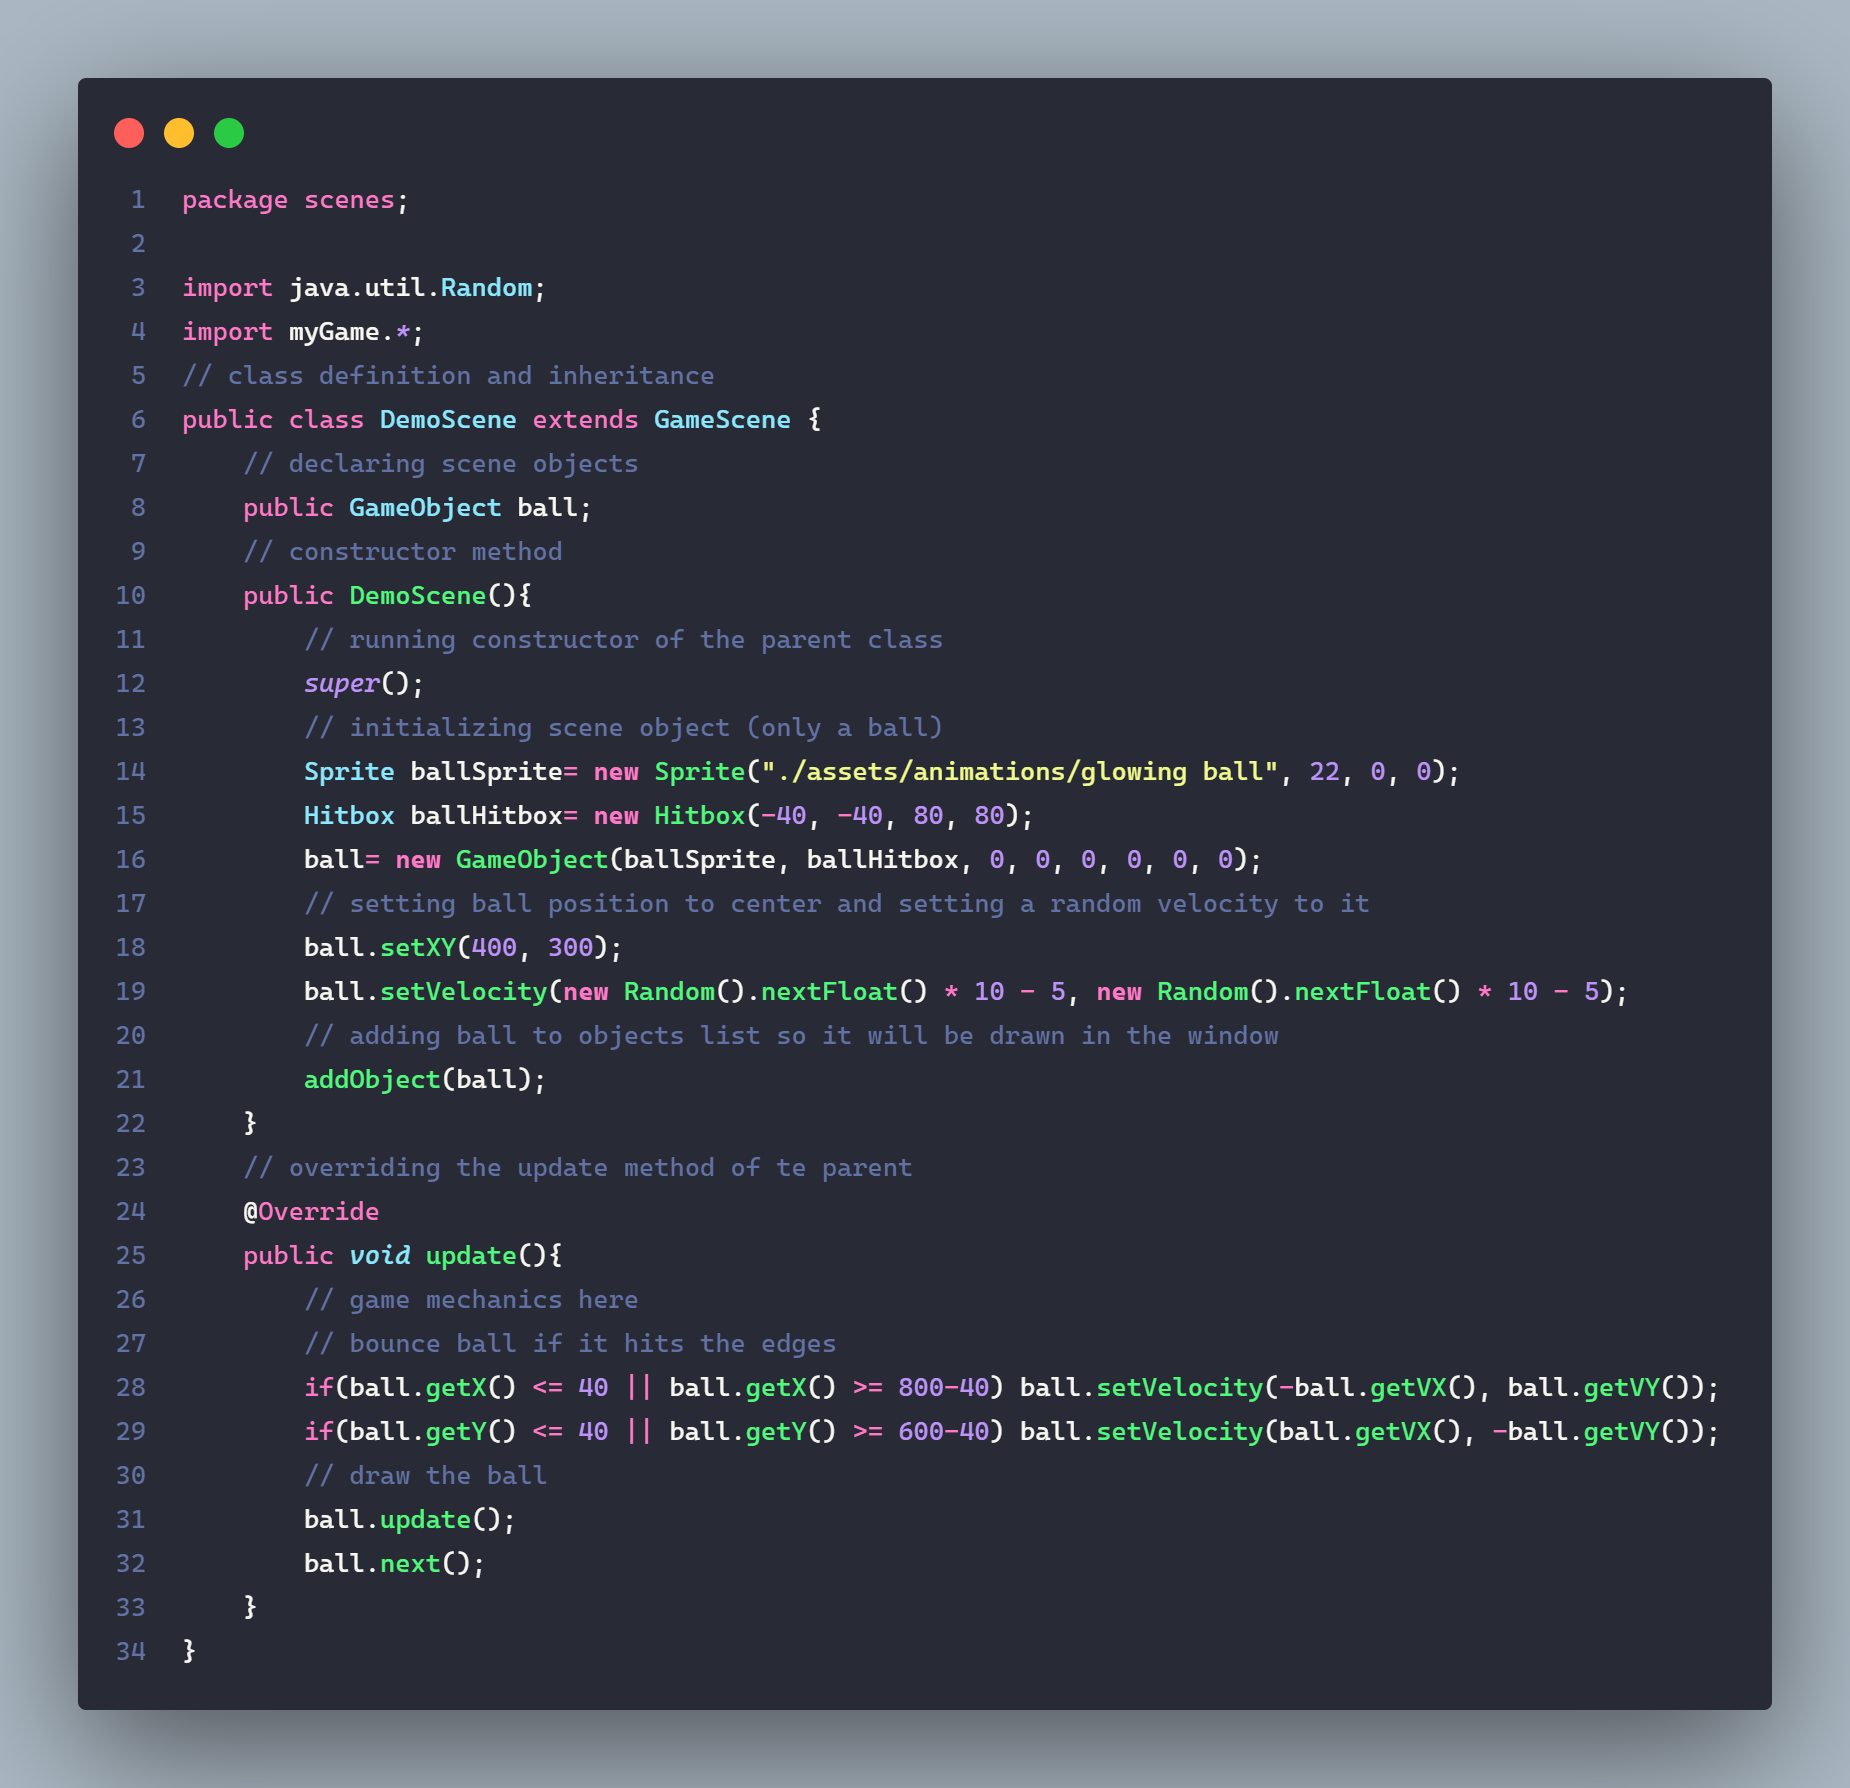 1 package scenes;
2
3 import java.util.Random;
4 import myGame.*;
5 // class definition and inheritance
6 public class DemoScene extends GameScene {
7     // declaring scene objects
8     public GameObject ball;
9     // constructor method
10     public DemoScene(){
11         // running constructor of the parent class
12         super();
13         // initializing scene object (only a ball)
14         Sprite ballSprite= new Sprite("./assets/animations/glowing ball", 22, 0, 0);
15         Hitbox ballHitbox= new Hitbox(-40, -40, 80, 80);
16         ball= new GameObject(ballSprite, ballHitbox, 0, 0, 0, 0, 0, 0);
17         // setting ball position to center and setting a random velocity to it
18         ball.setXY(400, 300);
19         ball.setVelocity(new Random().nextFloat() * 10 - 5, new Random().nextFloat() * 10 - 5);
20         // adding ball to objects list so it will be drawn in the window
21         addObject(ball);
22     }
23     // overriding the update method of te parent
24     @Override
25     public void update(){
26         // game mechanics here
27         // bounce ball if it hits the edges
28         if(ball.getX() <= 40 || ball.getX() >= 800-40) ball.setVelocity(-ball.getVX(), ball.getVY());
29         if(ball.getY() <= 40 || ball.getY() >= 600-40) ball.setVelocity(ball.getVX(), -ball.getVY());
30         // draw the ball
31         ball.update();
32         ball.next();
33     }
34 }